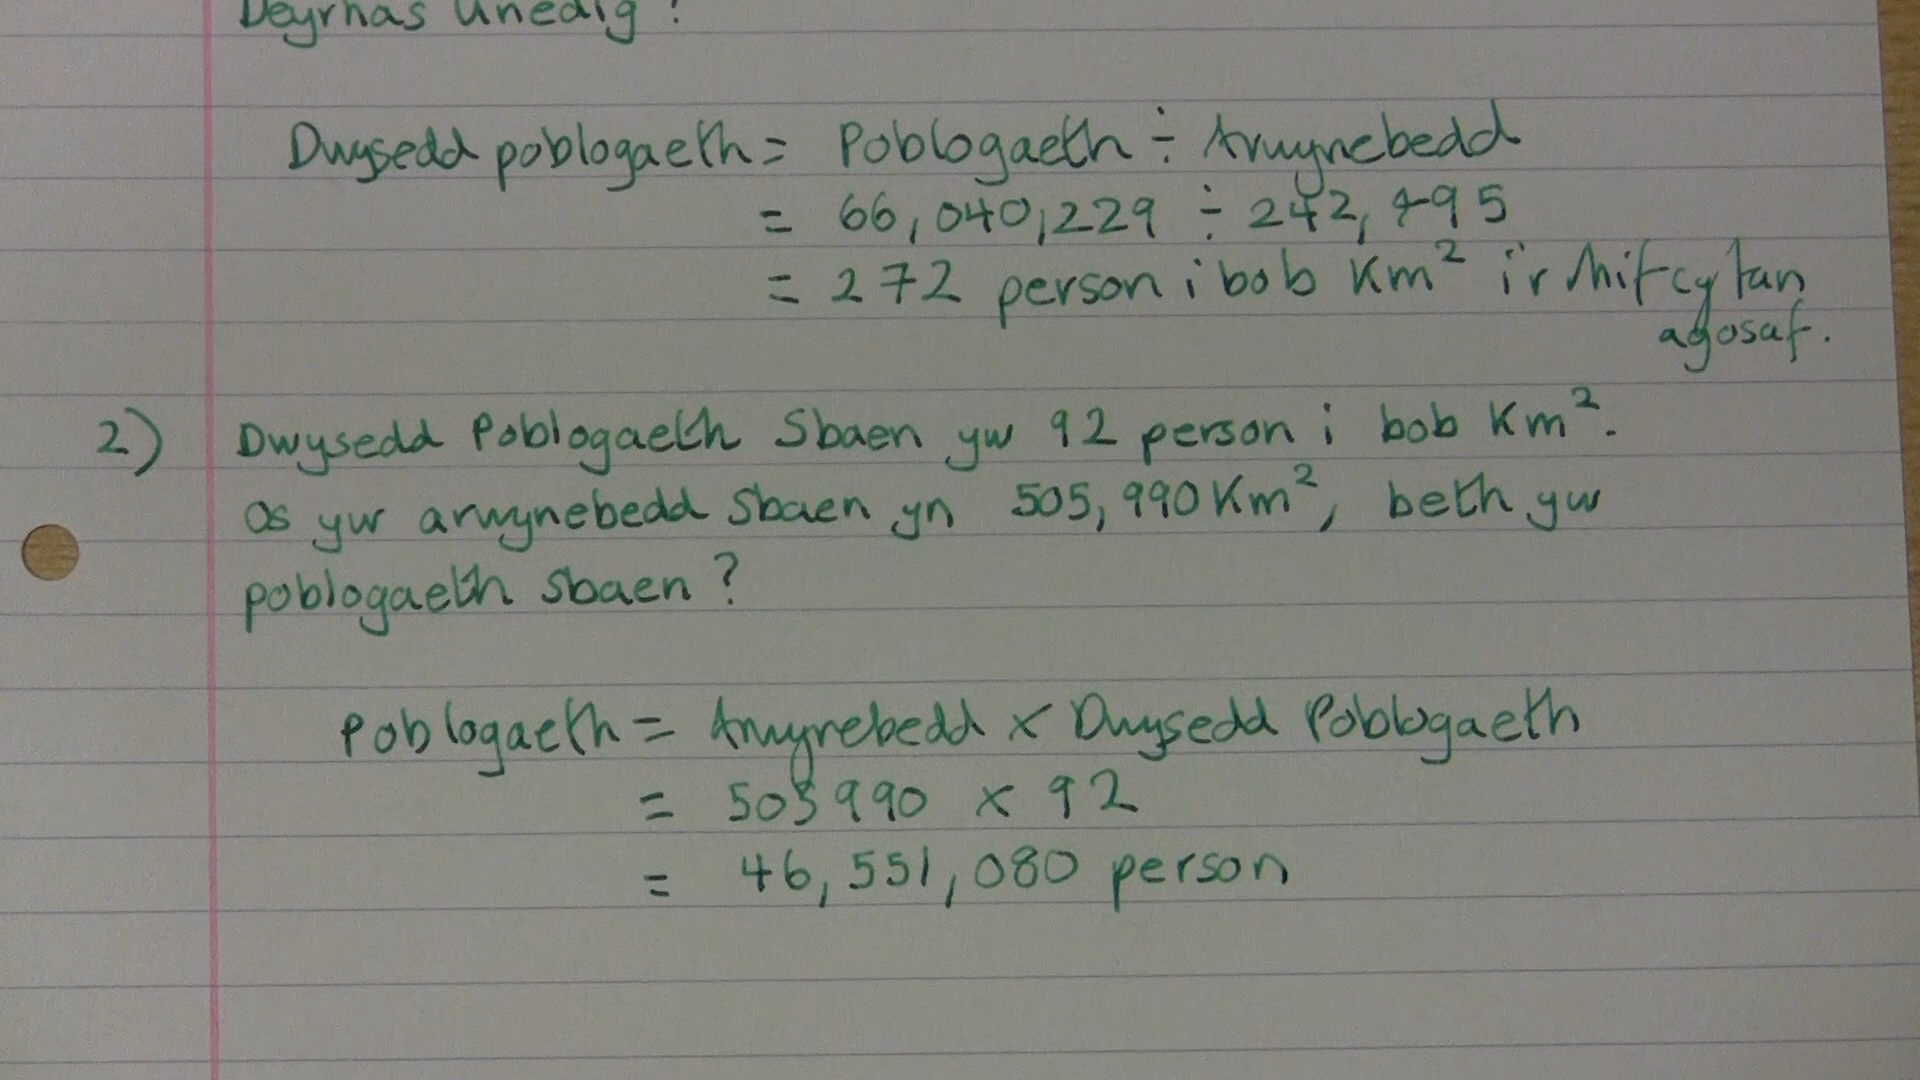 Deyrnas Unedig?
Dwysedd poblogaeth = Poblogaeth ÷ Arwynebedd
= 66,040,229 ÷ 242,495
= 272 person i bob Km² i'r rhif cyfan
agosaf.
2) Dwysedd Poblogaeth Sbaen yw 92 person i bob Km².
Os yw arwynebedd Sbaen yn 505,990 Km², beth yw
poblogaeth Sbaen?
Poblogaeth = Arwynebedd × Dwysedd Poblogaeth
= 505990 × 92
= 46,551,080 person